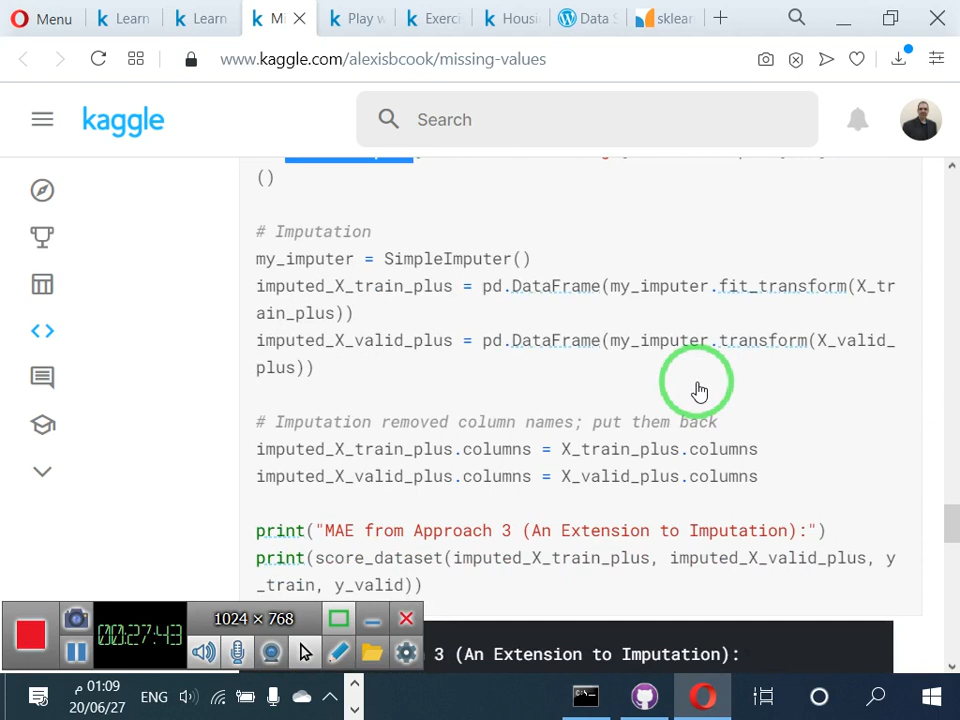 Menu
Learn
Learn
M
Play w
Exerci
Housi
Data S
sklear
www.kaggle.com/alexisbcook/missing-values
kaggle
Search
()
# Imputation
my_imputer = SimpleImputer()
imputed_X_train_plus = pd.DataFrame(my_imputer.fit_transform(X_tr
ain_plus))
imputed_X_valid_plus = pd.DataFrame(my_imputer.transform(X_valid_
plus))
# Imputation removed column names; put them back
imputed_X_train_plus.columns = X_train_plus.columns
imputed_X_valid_plus.columns = X_valid_plus.columns
print("MAE from Approach 3 (An Extension to Imputation):")
print(score_dataset(imputed_X_train_plus, imputed_X_valid_plus, y
_train, y_valid))
3 (An Extension to Imputation):
00:27:43
1024 × 768
01:09 م
20/06/27
ENG